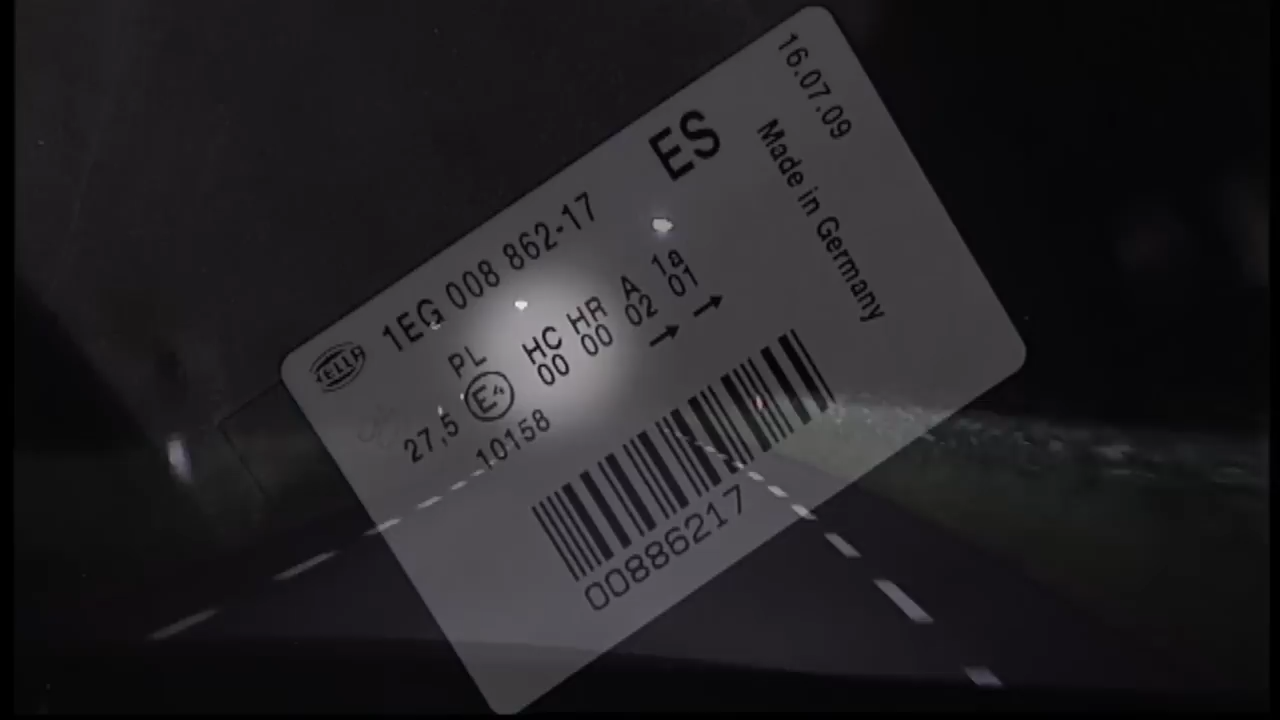 16.07.09
ES
Made in Germany
1EG 008 862-17
HELLA
PL
HC HR A 1a
00 00 02 01
27,5 E4
→ →
10158
00886217